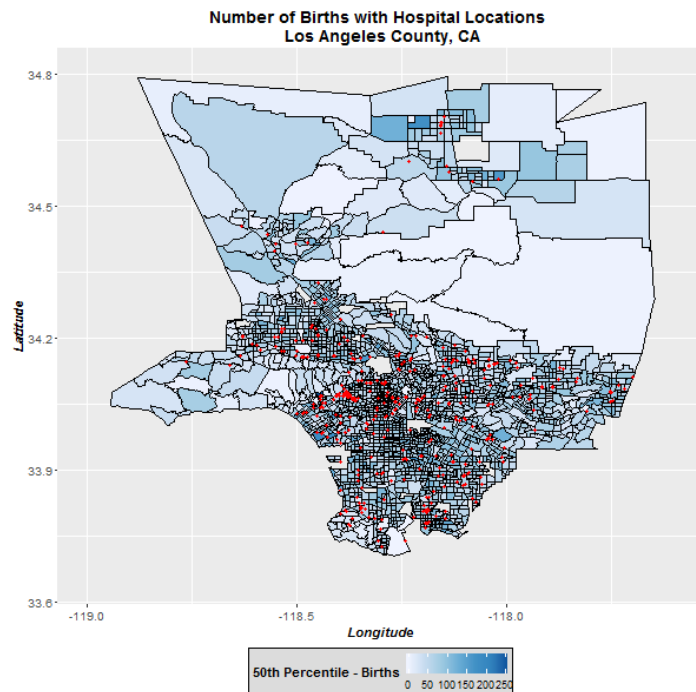 Number of Births with Hospital Locations
Los Angeles County, CA
34.8
34.5
34.2
33.9
33.6
Latitude
-119.0
-118.5
-118.0
Longitude
50th Percentile - Births
0 50 100 150 200 250